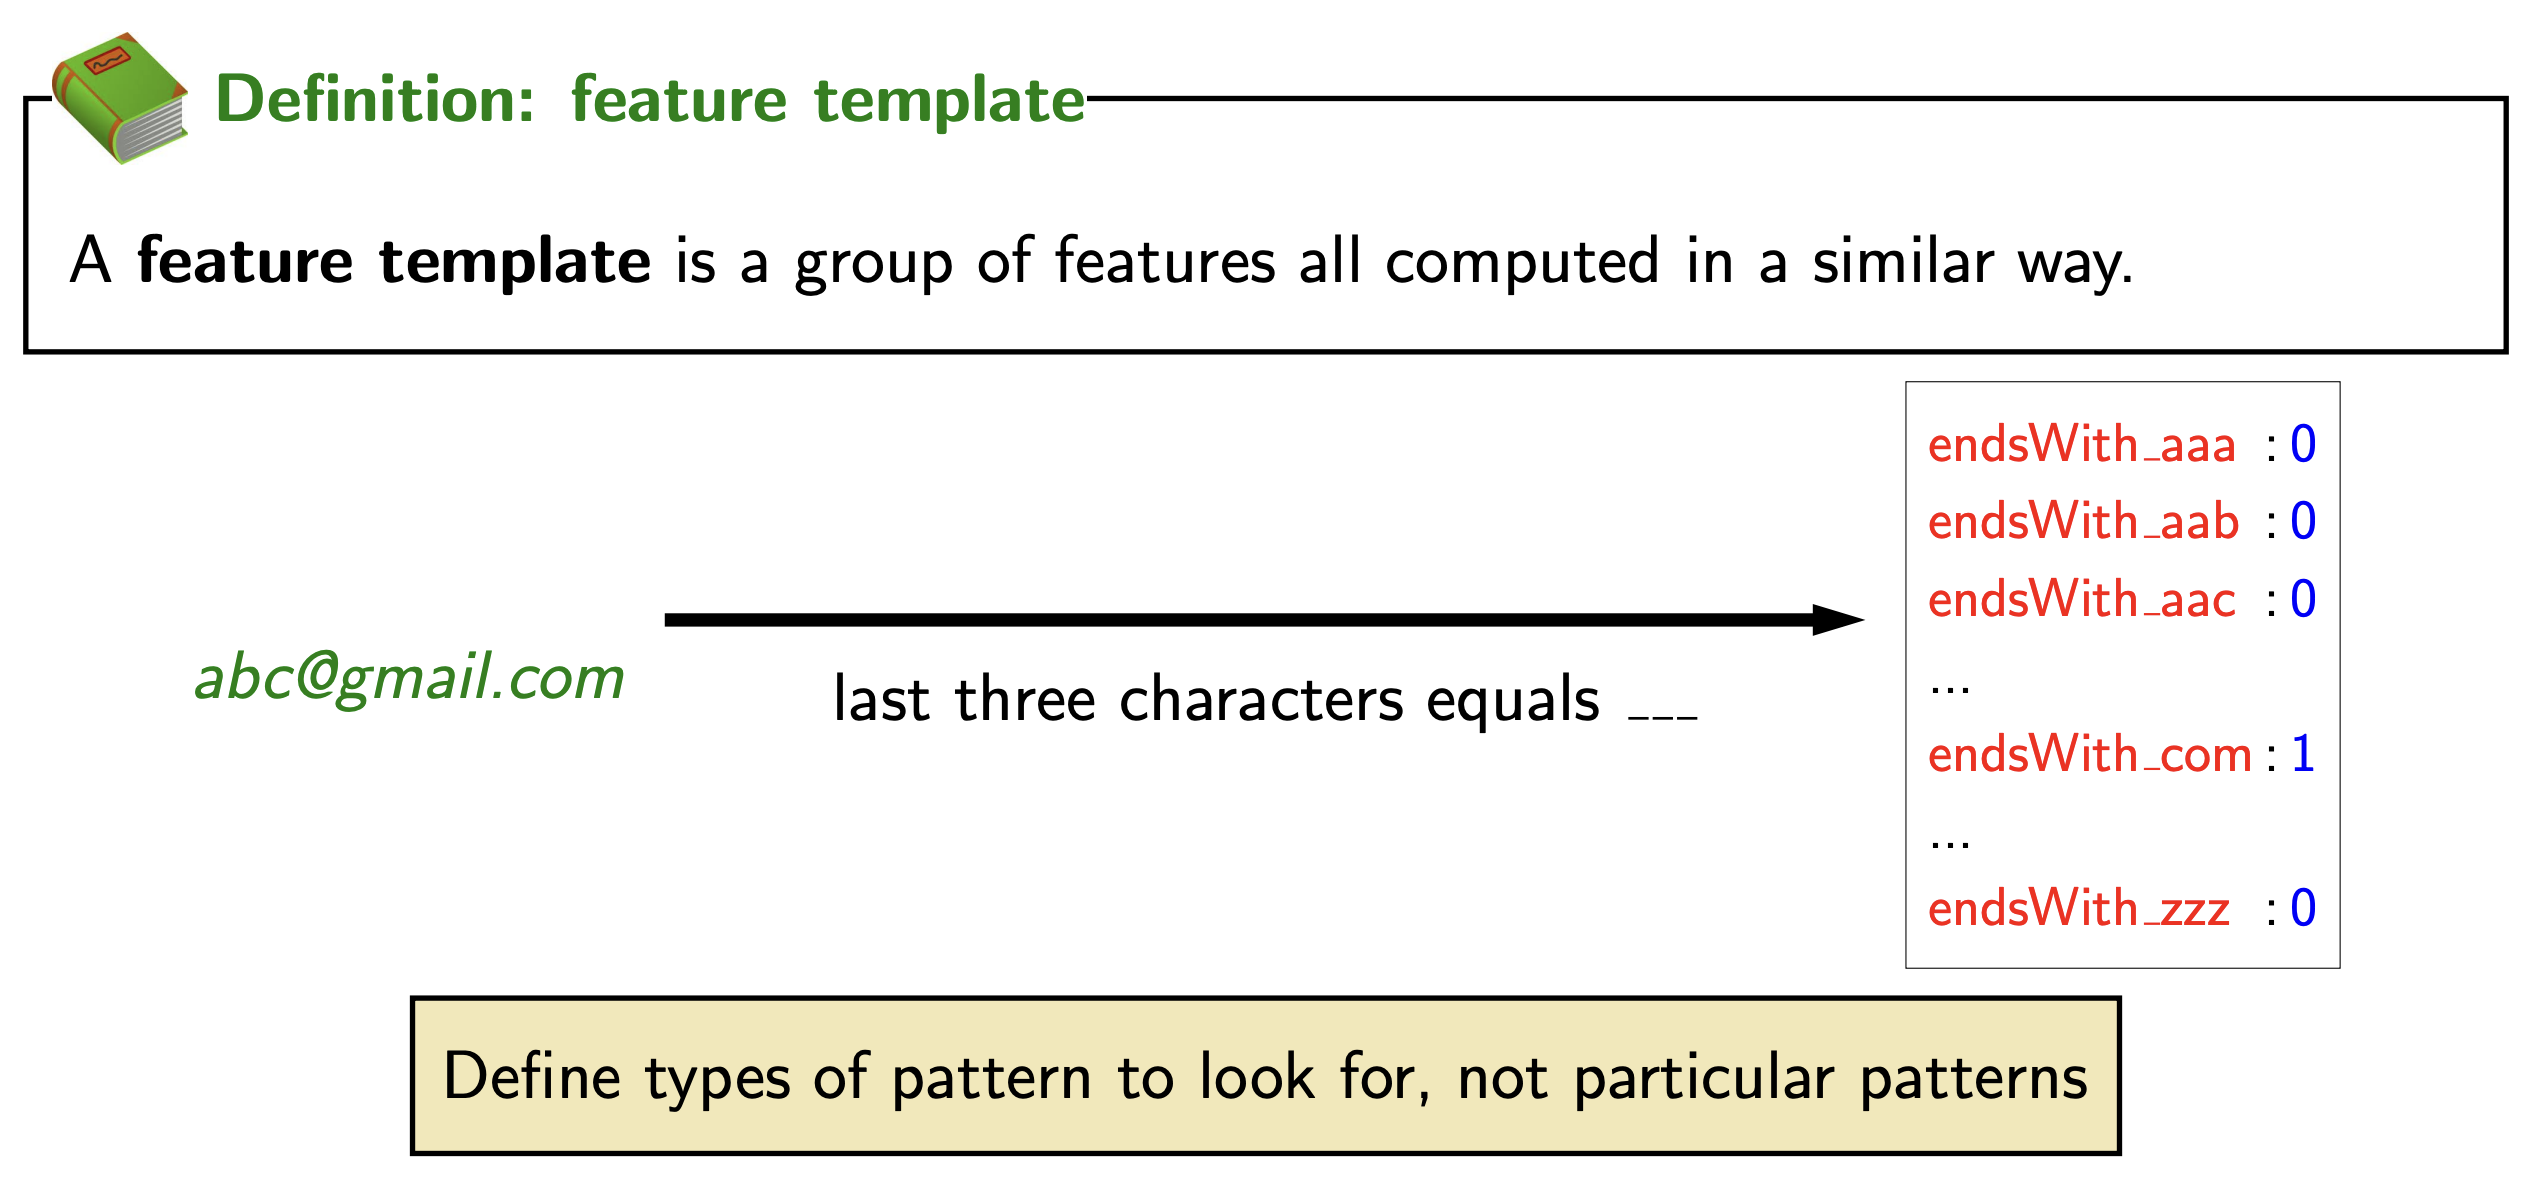 Definition: feature template
A feature template is a group of features all computed in a similar way.
abc@gmail.com
last three characters equals ___
endsWith_aaa : 0
endsWith_aab : 0
endsWith_aac : 0
...
endsWith_com : 1
...
endsWith_zzz : 0
Define types of pattern to look for, not particular patterns